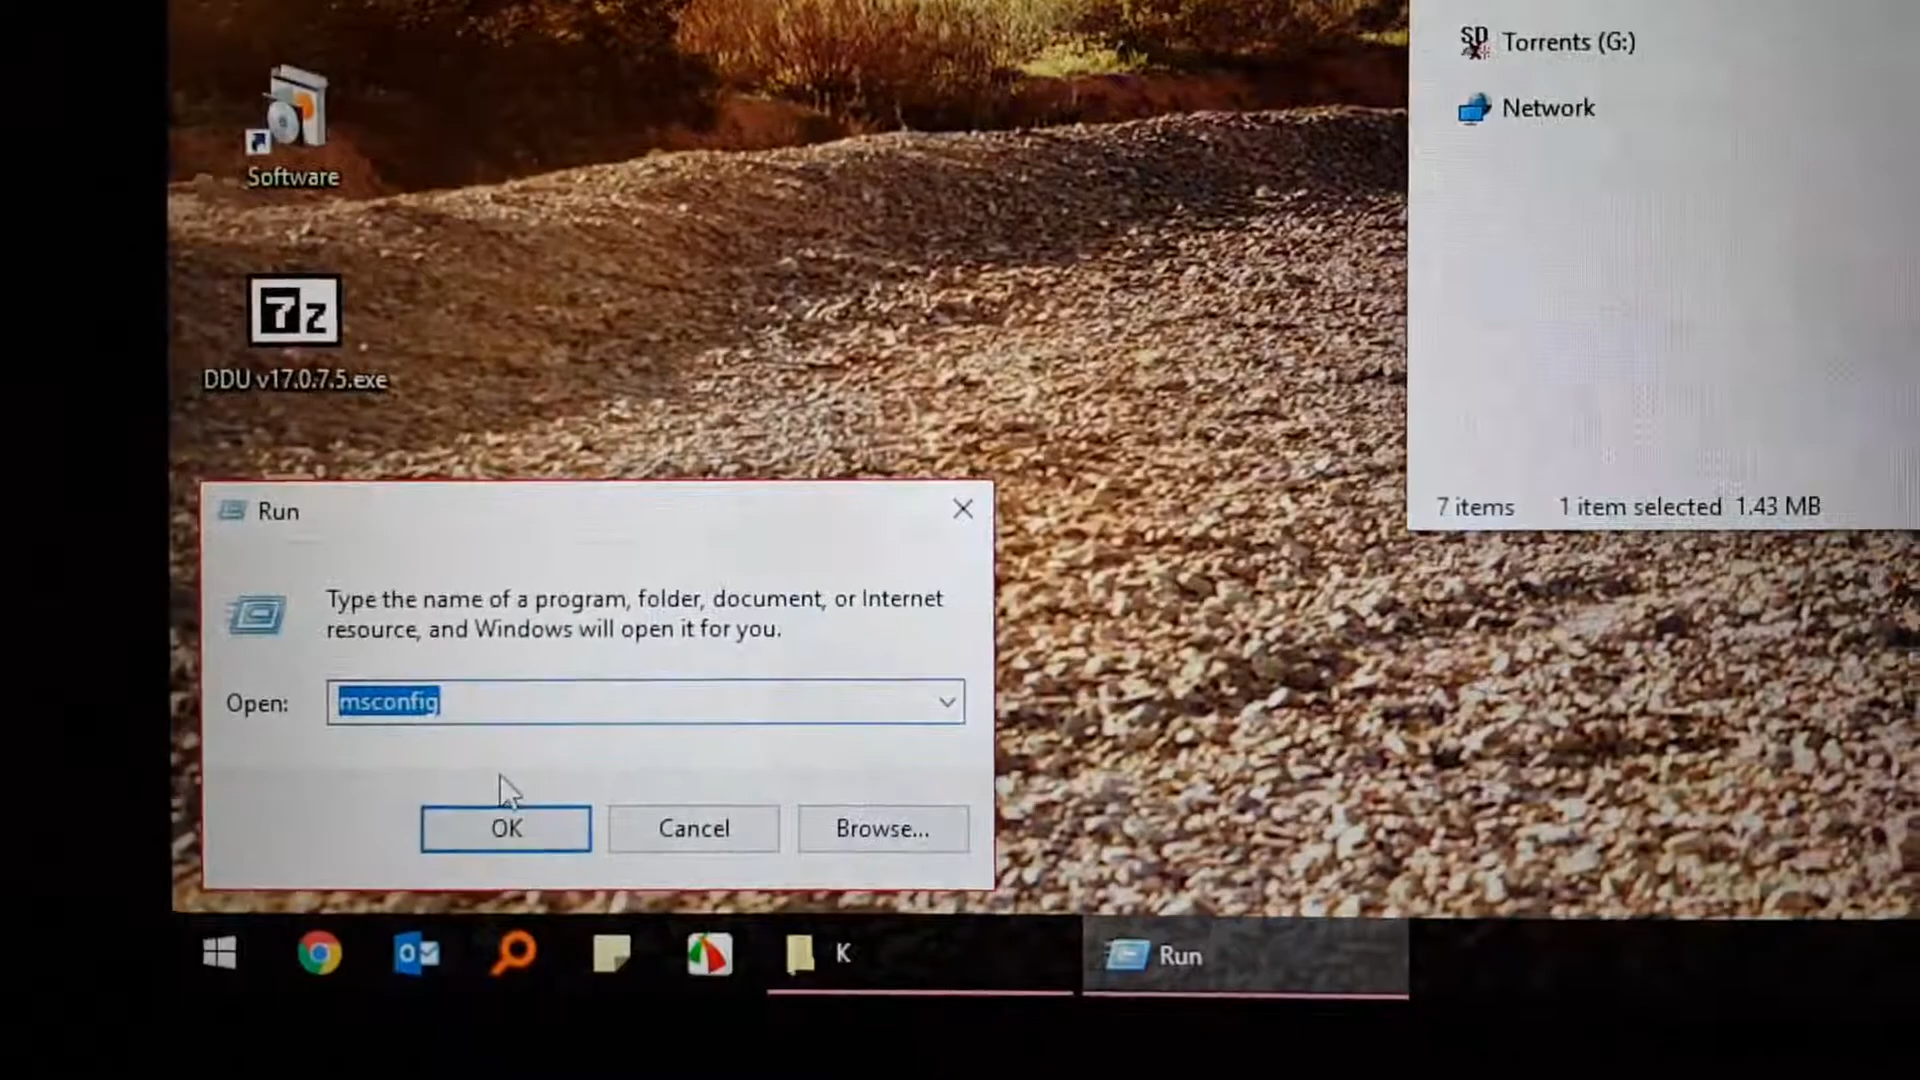 Torrents (G:)
Network
Software
7z
DDU v17.0.7.5.exe
7 items 1 item selected 1.43 MB
Run
Type the name of a program, folder, document, or Internet
resource, and Windows will open it for you.
Open: msconfig
OK Cancel Browse...
K Run